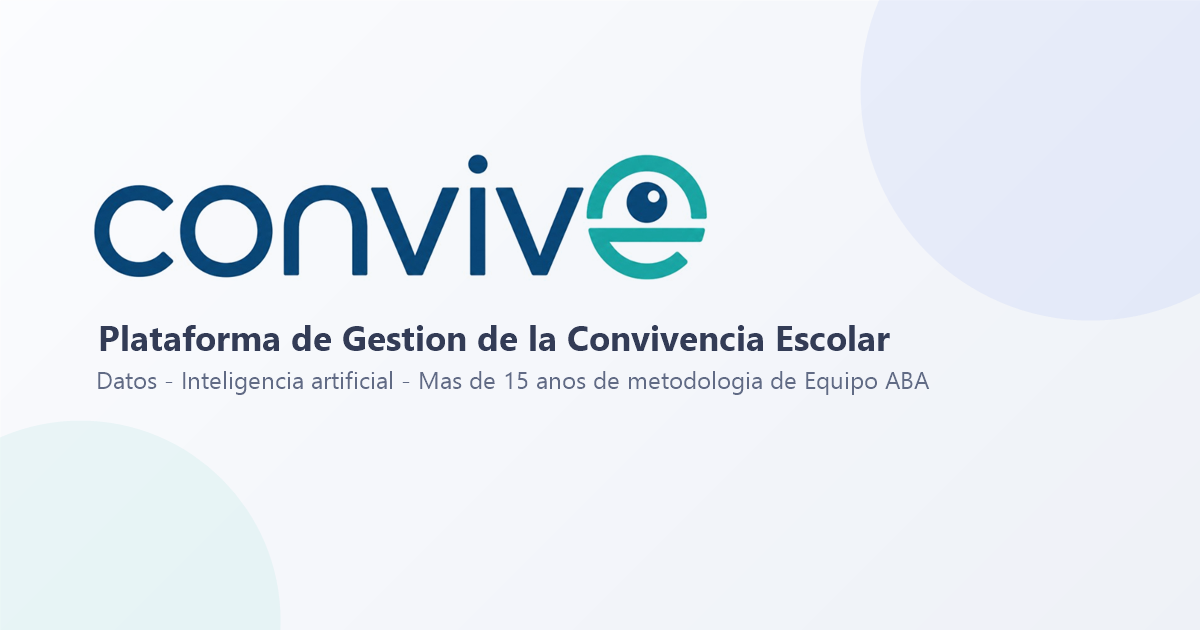 convive
Plataforma de Gestion de la Convivencia Escolar
Datos - Inteligencia artificial - Mas de 15 anos de metodologia de Equipo ABA